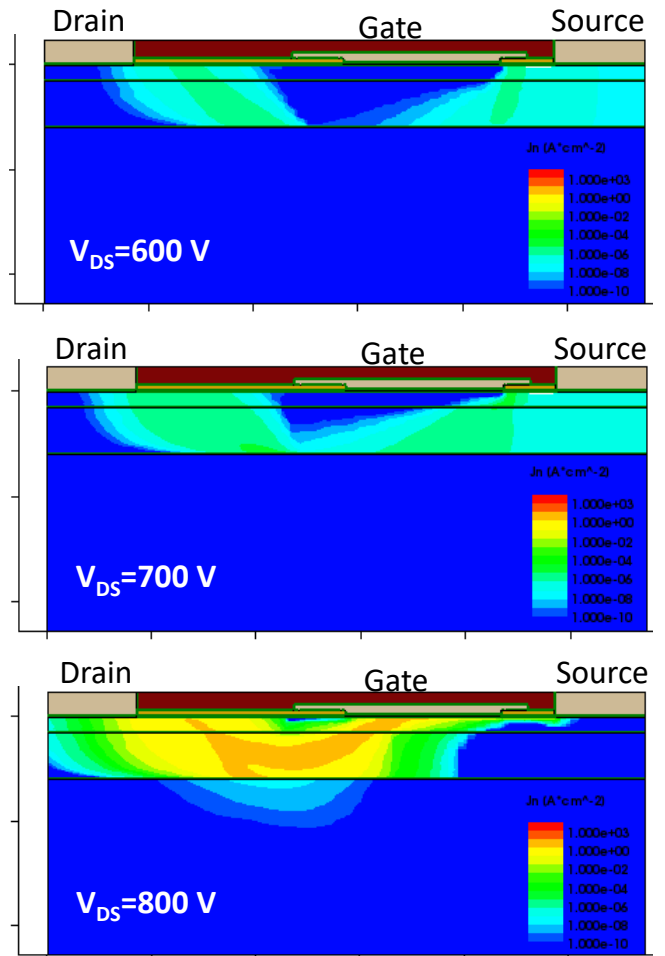 Drain Gate Source
Jn (A*cm^-2)
1.000e+03
1.000e+00
1.000e-02
1.000e-04
1.000e-06
1.000e-08
1.000e-10
V_DS=600 V
Drain Gate Source
Jn (A*cm^-2)
1.000e+03
1.000e+00
1.000e-02
1.000e-04
1.000e-06
1.000e-08
1.000e-10
V_DS=700 V
Drain Gate Source
Jn (A*cm^-2)
1.000e+03
1.000e+00
1.000e-02
1.000e-04
1.000e-06
1.000e-08
1.000e-10
V_DS=800 V